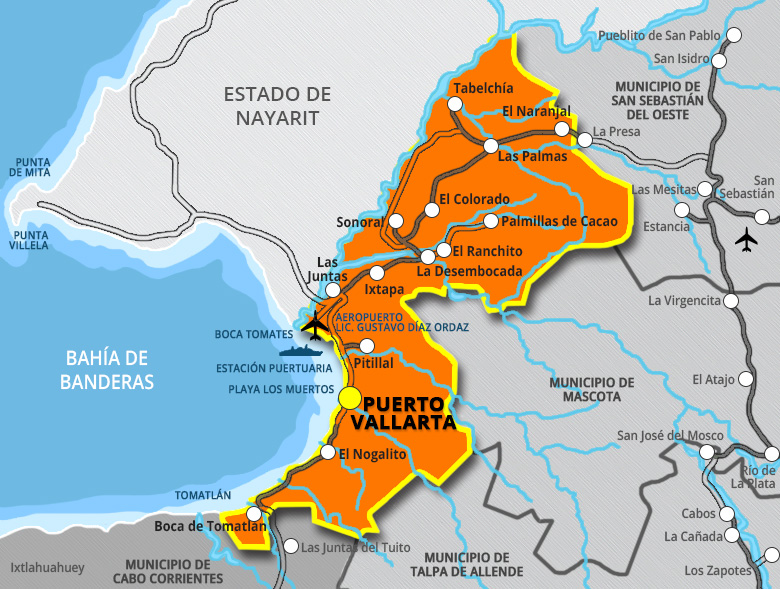 Pueblito de San Pablo
San Isidro
ESTADO DE
NAYARIT
Tabelchía
MUNICIPIO DE
SAN SEBASTIÁN
DEL OESTE
El Naranjal
La Presa
Las Palmas
PUNTA
DE MITA
PUNTA
VILLELA
Las Mesitas
San
Sebastián
El Colorado
Sonoral
Palmillas de Cacao
Estancia
El Ranchito
Las
Juntas
La Desembocada
Ixtapa
La Virgencita
AEROPUERTO
LIC. GUSTAVO DÍAZ ORDAZ
BOCA TOMATES
BAHÍA DE
BANDERAS
ESTACIÓN PUERTUARIA
Pitillal
PLAYA LOS MUERTOS
El Atajo
MUNICIPIO DE
MASCOTA
PUERTO
VALLARTA
San José del Mosco
El Nogalito
Río de
La Plata
TOMATLÁN
Boca de Tomatlán
Cabos
La Cañada
Las Juntas del Tuito
Ixtlahuahuey
MUNICIPIO DE
CABO CORRIENTES
MUNICIPIO DE
TALPA DE ALLENDE
Los Zapotes